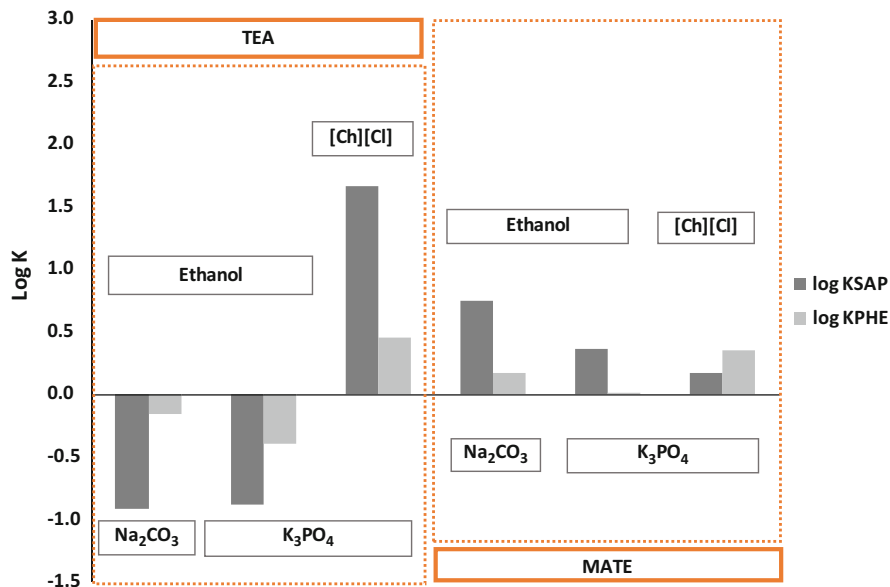 3.0
2.5
2.0
1.5
1.0
0.5
0.0
-0.5
-1.0
-1.5
Log K
TEA
[Ch][Cl]
Ethanol
Na₂CO₃
K₃PO₄
Ethanol
[Ch][Cl]
Na₂CO₃
K₃PO₄
MATE
log KSAP
log KPHE